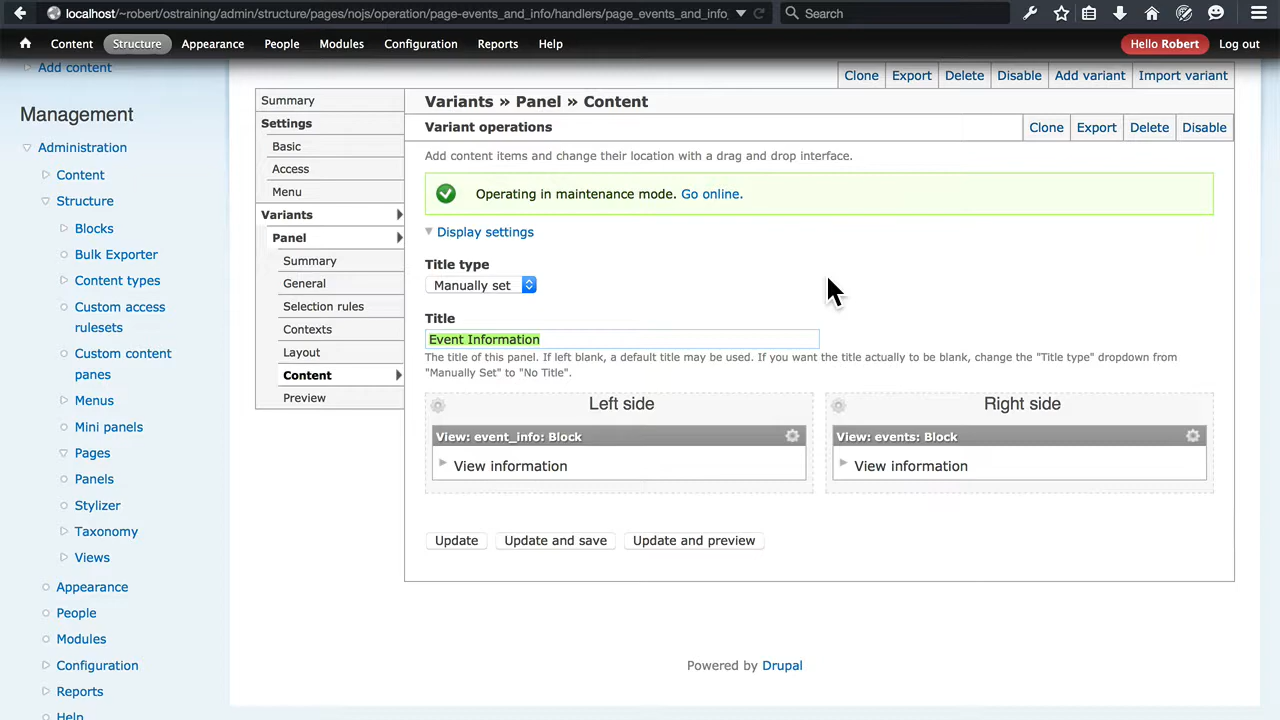 localhost/~robert/ostraining/admin/structure/pages/nojs/operation/page-events_and_info/handlers/page_events_and_info_
Search
Content
Structure
Appearance
People
Modules
Configuration
Reports
Help
Hello Robert
Log out
Add content
Management
Administration
Content
Structure
Blocks
Bulk Exporter
Content types
Custom access
rulesets
Custom content
panes
Menus
Mini panels
Pages
Panels
Stylizer
Taxonomy
Views
Appearance
People
Modules
Configuration
Reports
Help
Clone
Export
Delete
Disable
Add variant
Import variant
Summary
Settings
Basic
Access
Menu
Variants
Panel
Summary
General
Selection rules
Contexts
Layout
Content
Preview
Variants » Panel » Content
Variant operations
Clone
Export
Delete
Disable
Add content items and change their location with a drag and drop interface.
Operating in maintenance mode. Go online.
Display settings
Title type
Manually set
Title
Event Information
The title of this panel. If left blank, a default title may be used. If you want the title actually to be blank, change the "Title type" dropdown from
"Manually Set" to "No Title".
Left side
View: event_info: Block
View information
Right side
View: events: Block
View information
Update
Update and save
Update and preview
Powered by Drupal